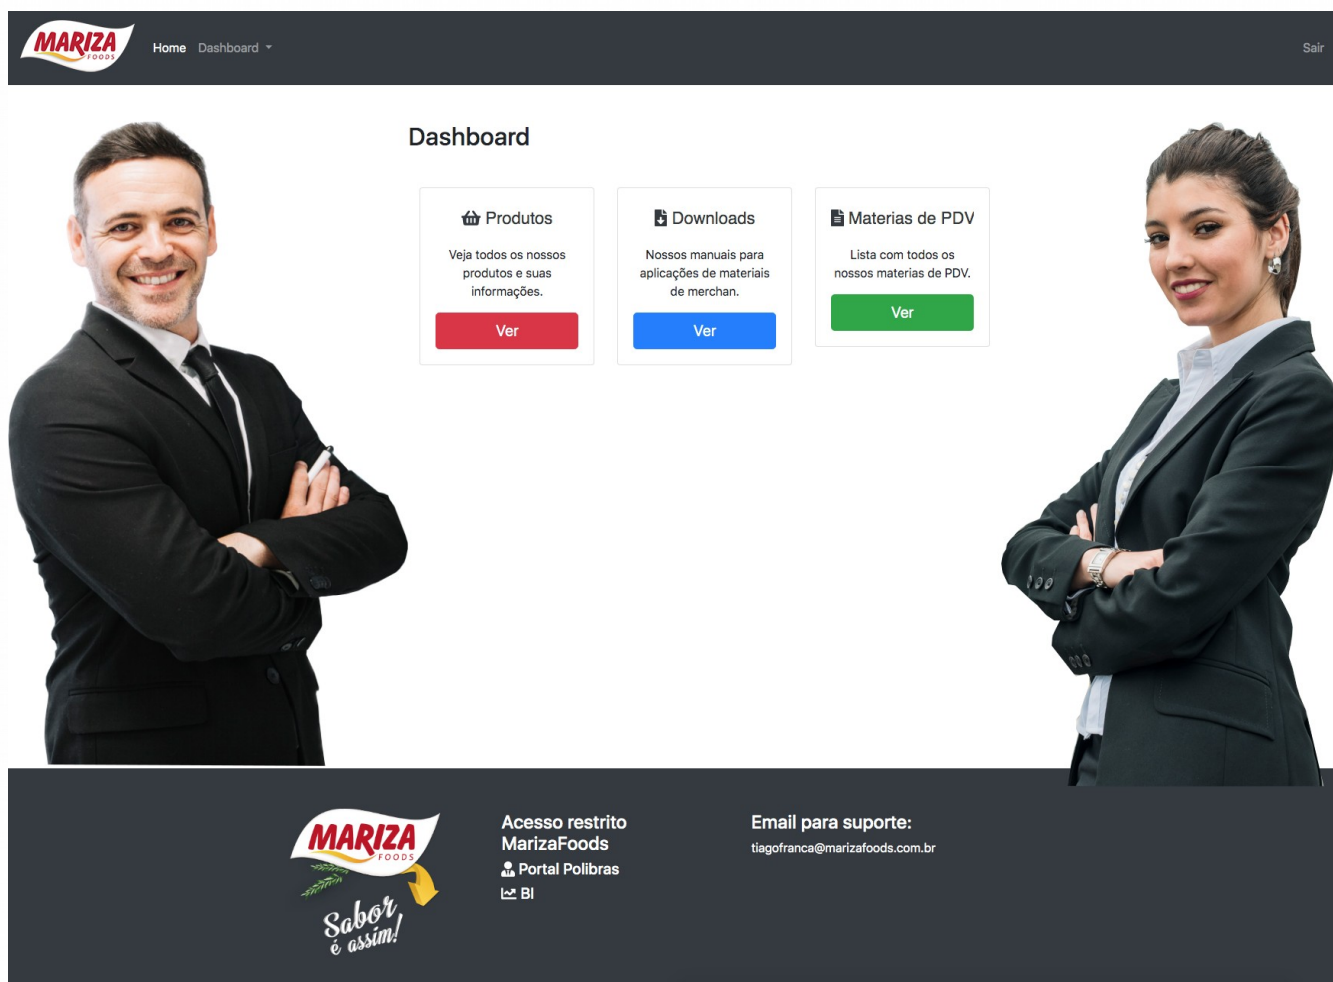 MARIZA
FOODS
Home Dashboard
Sair
Dashboard
Produtos
Veja todos os nossos
produtos e suas
informações.
Ver
Downloads
Nossos manuais para
aplicações de materiais
de merchan.
Ver
Materias de PDV
Lista com todos os
nossos materias de PDV.
Ver
MARIZA
FOODS
Sabor
é assim!
Acesso restrito
MarizaFoods
Portal Polibras
BI
Email para suporte:
tiagofranca@marizafoods.com.br